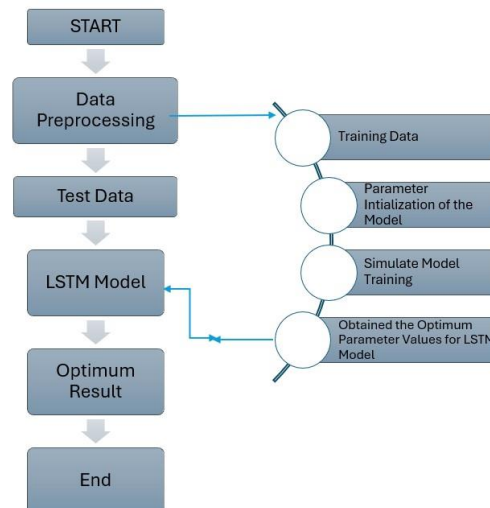 START
Data
Preprocessing
Test Data
LSTM Model
Optimum
Result
End
Training Data
Parameter
Intialization of the
Model
Simulate Model
Training
Obtained the Optimum
Parameter Values for LSTM
Model